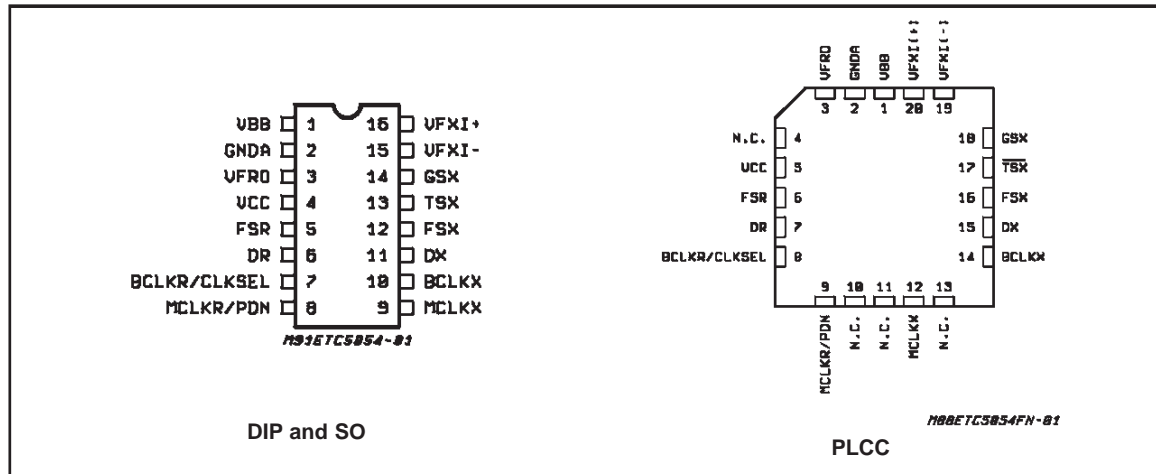 VBB 1 16 VFXI+
GNDA 2 15 VFXI-
VFRO 3 14 GSX
VCC 4 13 TSX
FSR 5 12 FSX
DR 6 11 DX
BCLKR/CLKSEL 7 10 BCLKX
MCLKR/PDN 8 9 MCLKX
M91ETC5054-01
DIP and SO
VFRO GNDA VBB VFXI(+) VFXI(-)
3 2 1 20 19
N.C. 4 18 GSX
VCC 5 17 TSX
FSR 6 16 FSX
DR 7 15 DX
BCLKR/CLKSEL 8 14 BCLKX
9 10 11 12 13
MCLKR/PDN N.C. N.C. MCLKX N.C.
M88ETC5054FN-01
PLCC